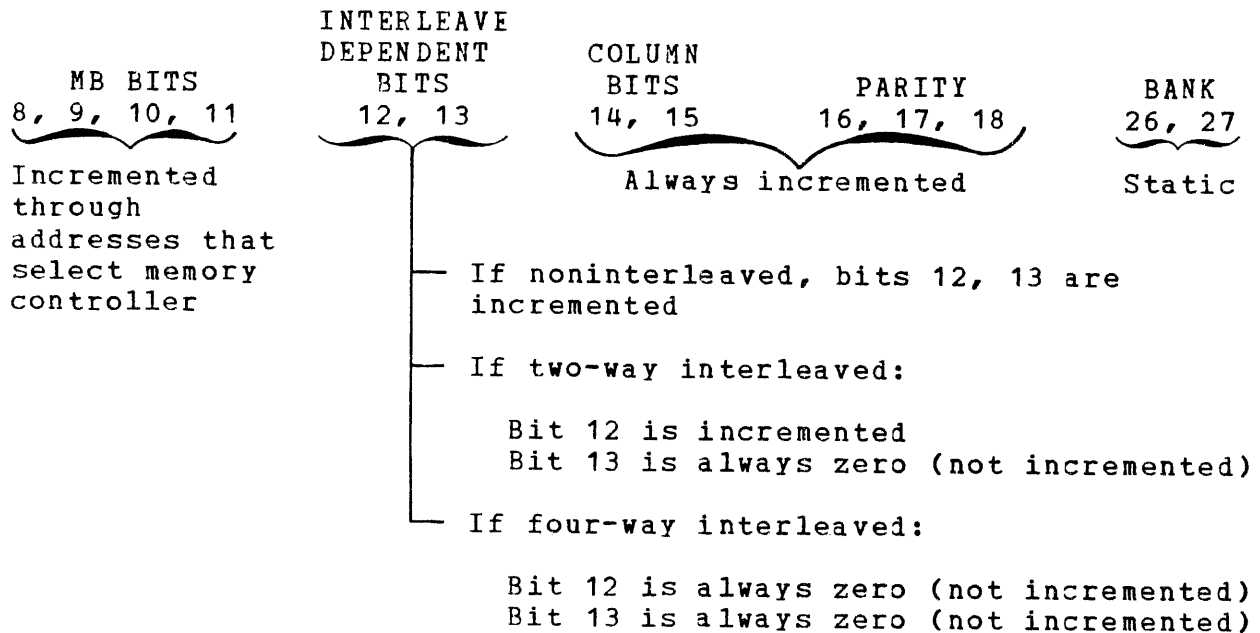 INTERLEAVE
DEPENDENT COLUMN
MB BITS BITS BITS PARITY BANK
8, 9, 10, 11 12, 13 14, 15 16, 17, 18 26, 27
Incremented Always incremented Static
through
addresses that
select memory
controller
If noninterleaved, bits 12, 13 are
incremented
If two-way interleaved:
Bit 12 is incremented
Bit 13 is always zero (not incremented)
If four-way interleaved:
Bit 12 is always zero (not incremented)
Bit 13 is always zero (not incremented)